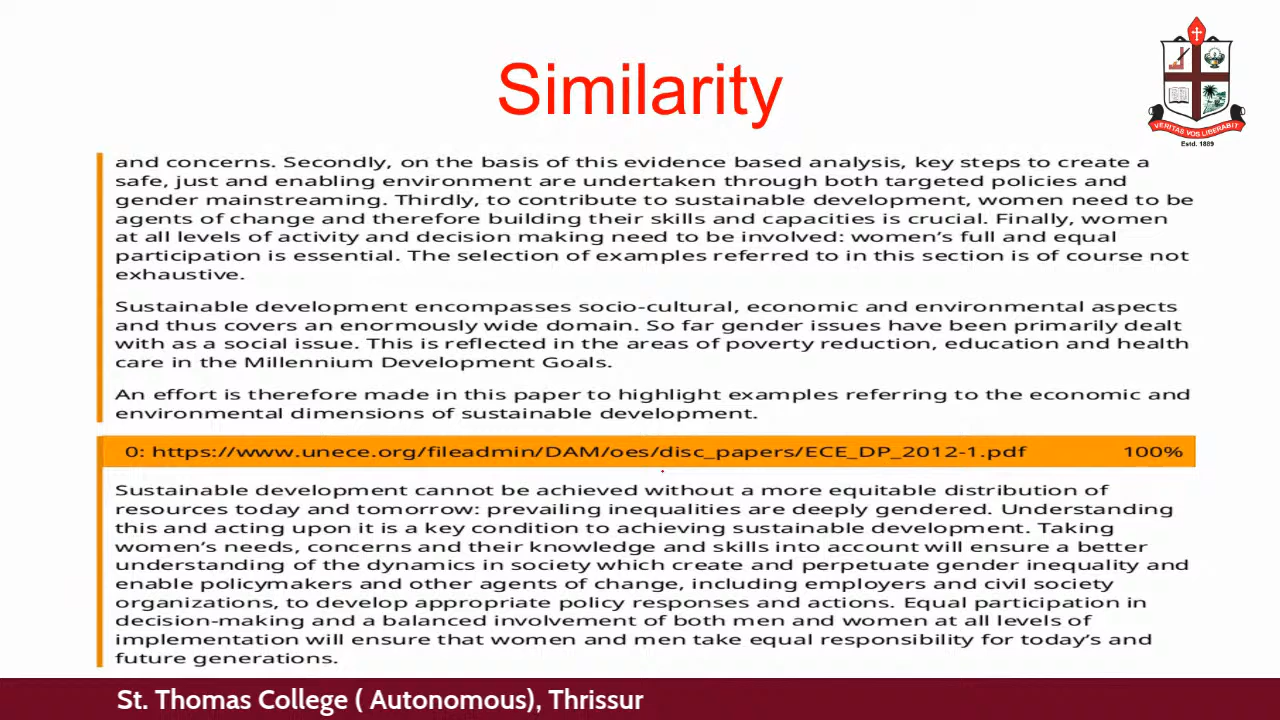 Similarity
VERITAS VOS LIBERABIT
Estd. 1889
and concerns. Secondly, on the basis of this evidence based analysis, key steps to create a
safe, just and enabling environment are undertaken through both targeted policies and
gender mainstreaming. Thirdly, to contribute to sustainable development, women need to be
agents of change and therefore building their skills and capacities is crucial. Finally, women
at all levels of activity and decision making need to be involved: women’s full and equal
participation is essential. The selection of examples referred to in this section is of course not
exhaustive.
Sustainable development encompasses socio-cultural, economic and environmental aspects
and thus covers an enormously wide domain. So far gender issues have been primarily dealt
with as a social issue. This is reflected in the areas of poverty reduction, education and health
care in the Millennium Development Goals.
An effort is therefore made in this paper to highlight examples referring to the economic and
environmental dimensions of sustainable development.
0: https://www.unece.org/fileadmin/DAM/oes/disc_papers/ECE_DP_2012-1.pdf 100%
Sustainable development cannot be achieved without a more equitable distribution of
resources today and tomorrow: prevailing inequalities are deeply gendered. Understanding
this and acting upon it is a key condition to achieving sustainable development. Taking
women’s needs, concerns and their knowledge and skills into account will ensure a better
understanding of the dynamics in society which create and perpetuate gender inequality and
enable policymakers and other agents of change, including employers and civil society
organizations, to develop appropriate policy responses and actions. Equal participation in
decision-making and a balanced involvement of both men and women at all levels of
implementation will ensure that women and men take equal responsibility for today’s and
future generations.
St. Thomas College ( Autonomous), Thrissur